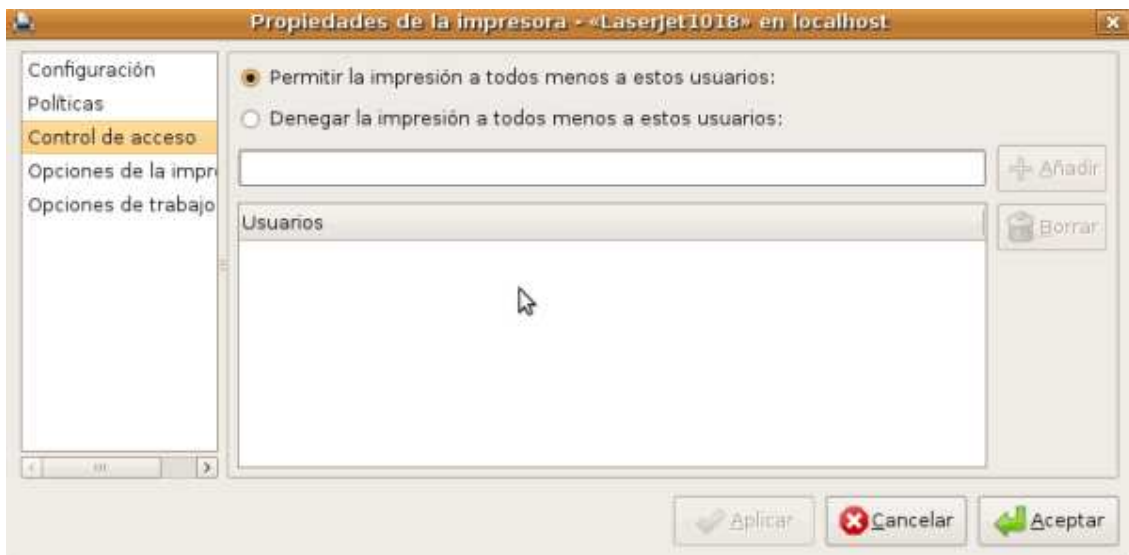 Propiedades de la impresora - «Laserjet1018» en localhost
Configuración
Políticas
Control de acceso
Opciones de la impr
Opciones de trabajo
Permitir la impresión a todos menos a estos usuarios:
Denegar la impresión a todos menos a estos usuarios:
Añadir
Usuarios
Borrar
Aplicar
Cancelar
Aceptar